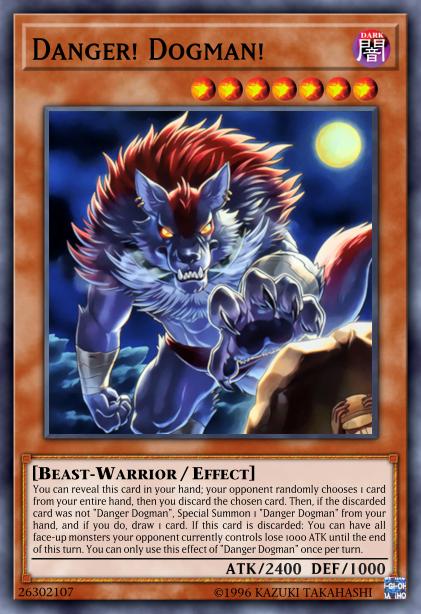 DANGER! DOGMAN!
DARK
闇
[BEAST-WARRIOR / EFFECT]
You can reveal this card in your hand; your opponent randomly chooses 1 card
from your entire hand, then you discard the chosen card. Then, if the discarded
card was not "Danger Dogman", Special Summon 1 "Danger Dogman" from your
hand, and if you do, draw 1 card. If this card is discarded: You can have all
face-up monsters your opponent currently controls lose 1000 ATK until the end
of this turn. You can only use this effect of "Danger Dogman" once per turn.
ATK/2400 DEF/1000
26302107
©1996 KAZUKI TAKAHASHI